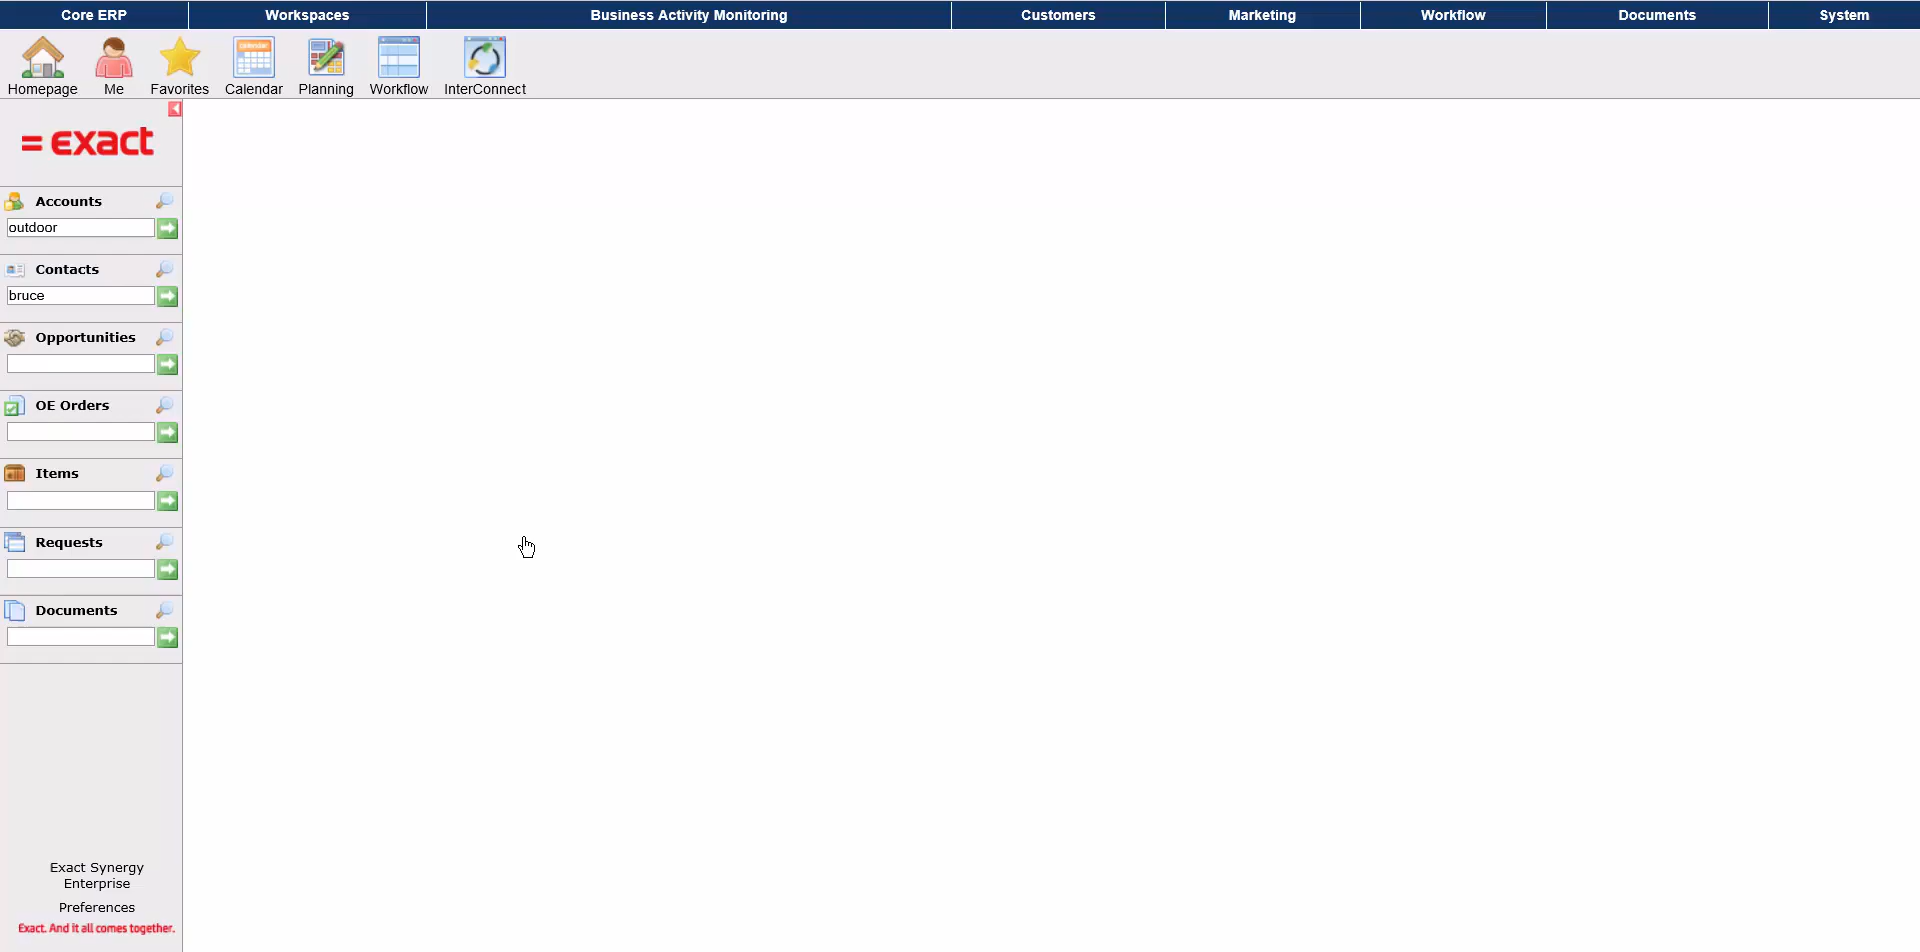 Core ERP
Workspaces
Business Activity Monitoring
Customers
Marketing
Workflow
Documents
System
Homepage
Me
Favorites
Calendar
Planning
Workflow
InterConnect
= exact
Accounts
outdoor
Contacts
bruce
Opportunities
OE Orders
Items
Requests
Documents
Exact Synergy
Enterprise
Preferences
Exact. And it all comes together.